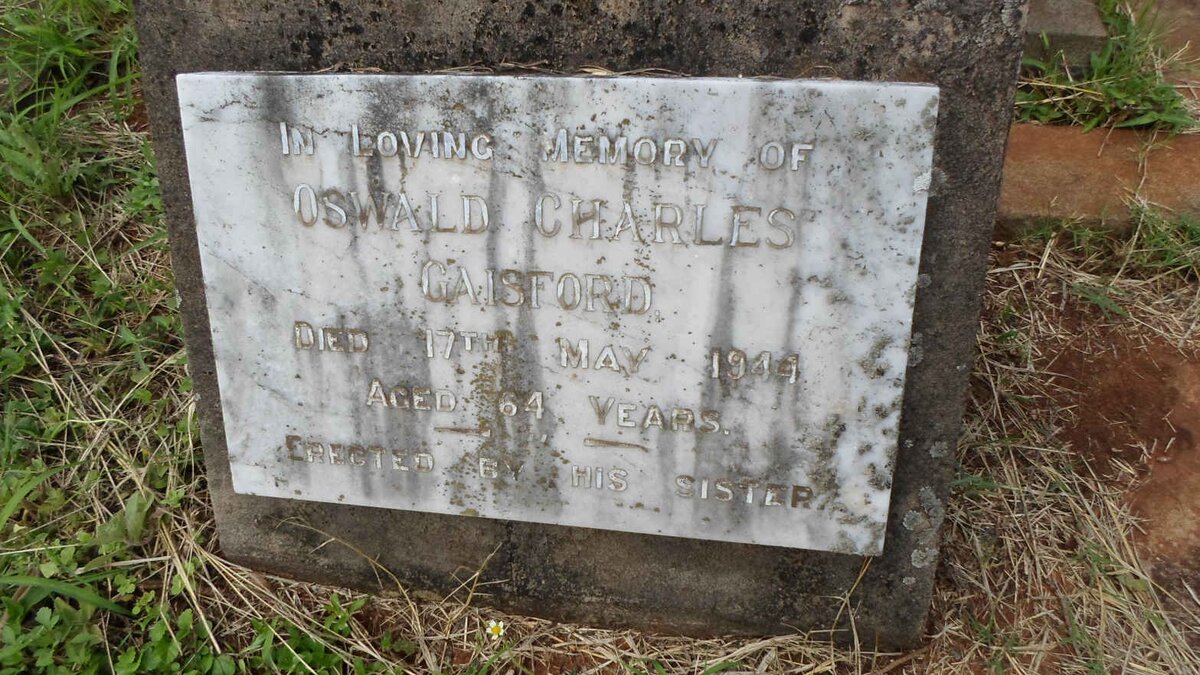 In Loving Memory of
Oswald Charles
Gaisford,
Died 17th May 1944
Aged 64 Years.
Erected by his sister.